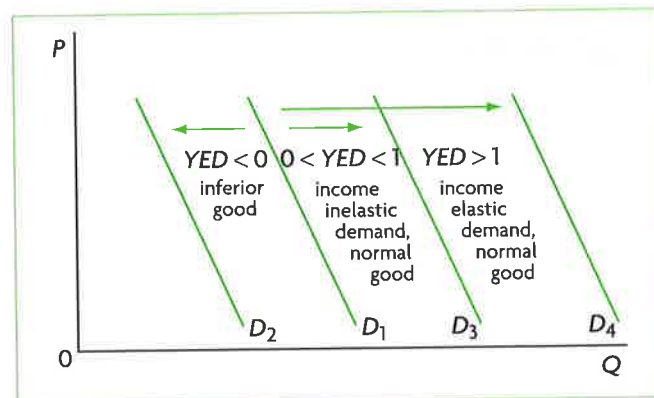 P
YED < 0 0 < YED < 1 YED > 1
inferior
good
income
inelastic
demand,
normal
good
income
elastic
demand,
normal
good
D2 D1 D3 D4
0 Q